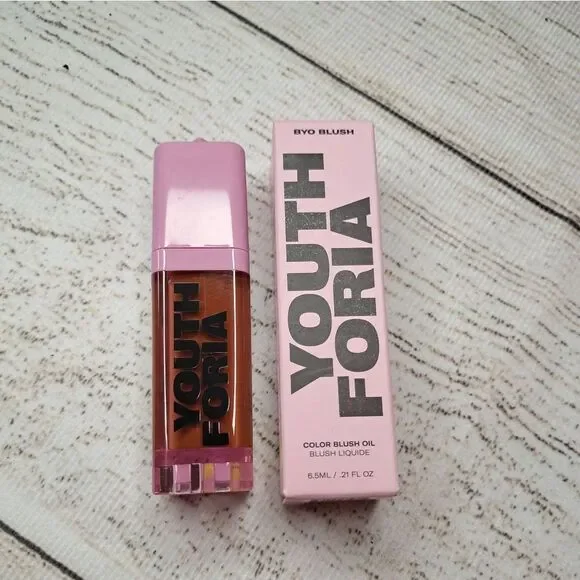 YOUTH
FORIA
BYO BLUSH
YOUTH
FORIA
COLOR BLUSH OIL
BLUSH LIQUIDE
6.5ML / .21 FL OZ